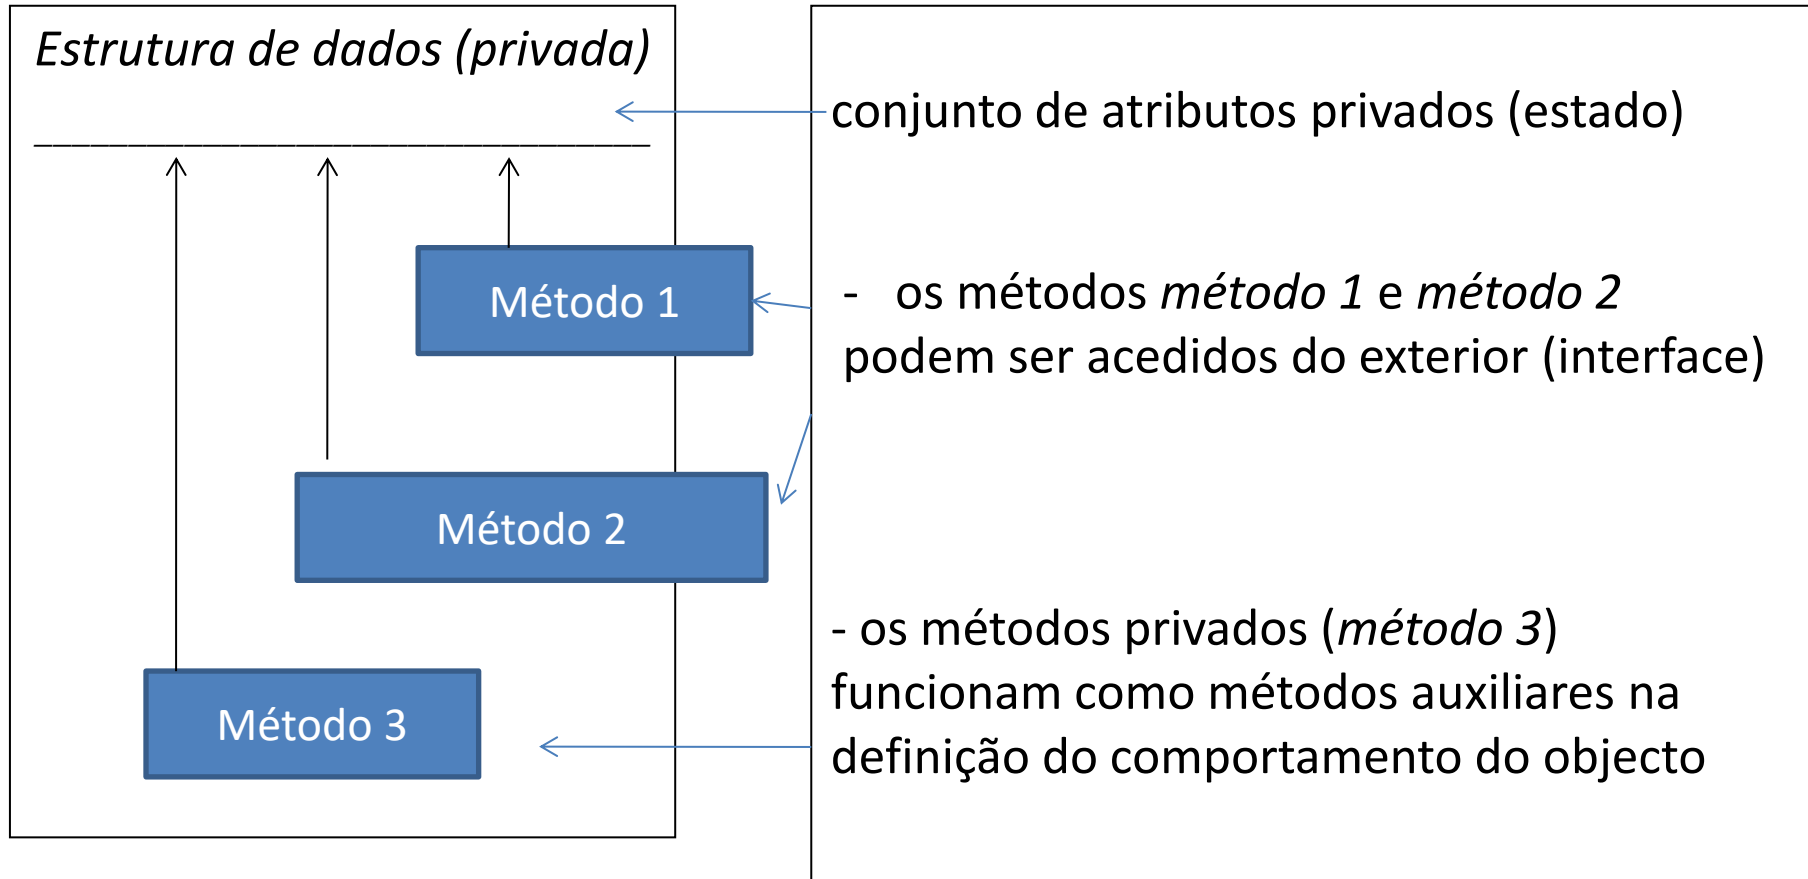 Estrutura de dados (privada)
conjunto de atributos privados (estado)
Método 1
- os métodos método 1 e método 2
podem ser acedidos do exterior (interface)
Método 2
- os métodos privados (método 3)
funcionam como métodos auxiliares na
definição do comportamento do objecto
Método 3